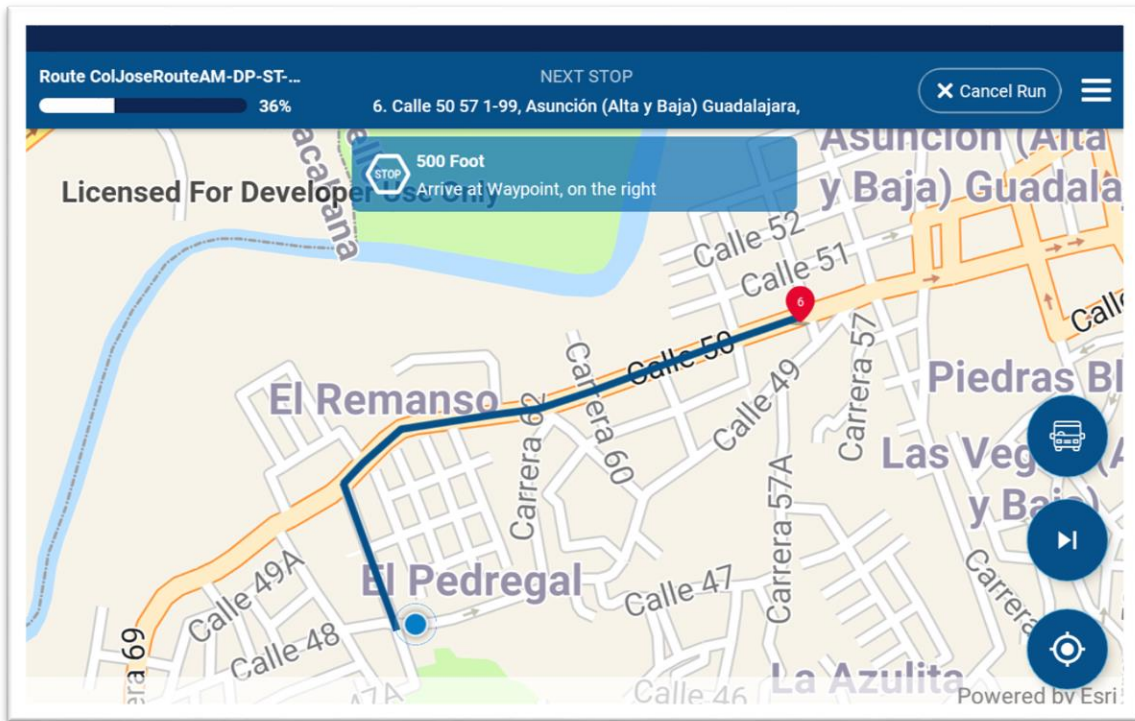 Route ColJoseRouteAM-DP-ST-...
36%
NEXT STOP
6. Calle 50 57 1-99, Asunción (Alta y Baja) Guadalajara,
Cancel Run
STOP
500 Foot
Arrive at Waypoint, on the right
Licensed For Developer Use Only
Asunción (Alta
y Baja) Guadala
Calle 52
Calle 51
6
Calle 50
Calle 49
Carrera 57
Carrera 60
Carrera 62
Carrera 57A
El Remanso
Piedras Bl
Las Veg
y Baja)
El Pedregal
Calle 49A
Calle 48
Calle 47
Calle 46
47A
La Azulita
Carrera
Powered by Esri